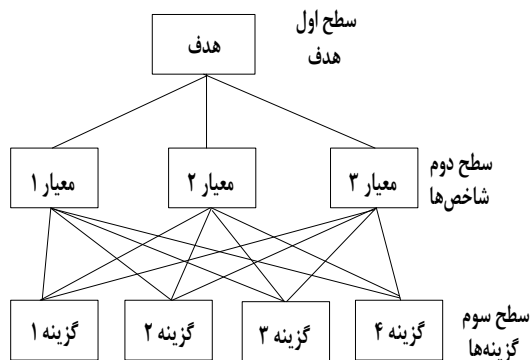 سطح اول
هدف
هدف
سطح دوم
شاخص‌ها
معیار ۳
معیار ۲
معیار ۱
سطح سوم
گزینه‌ها
گزینه ۴
گزینه ۳
گزینه ۲
گزینه ۱